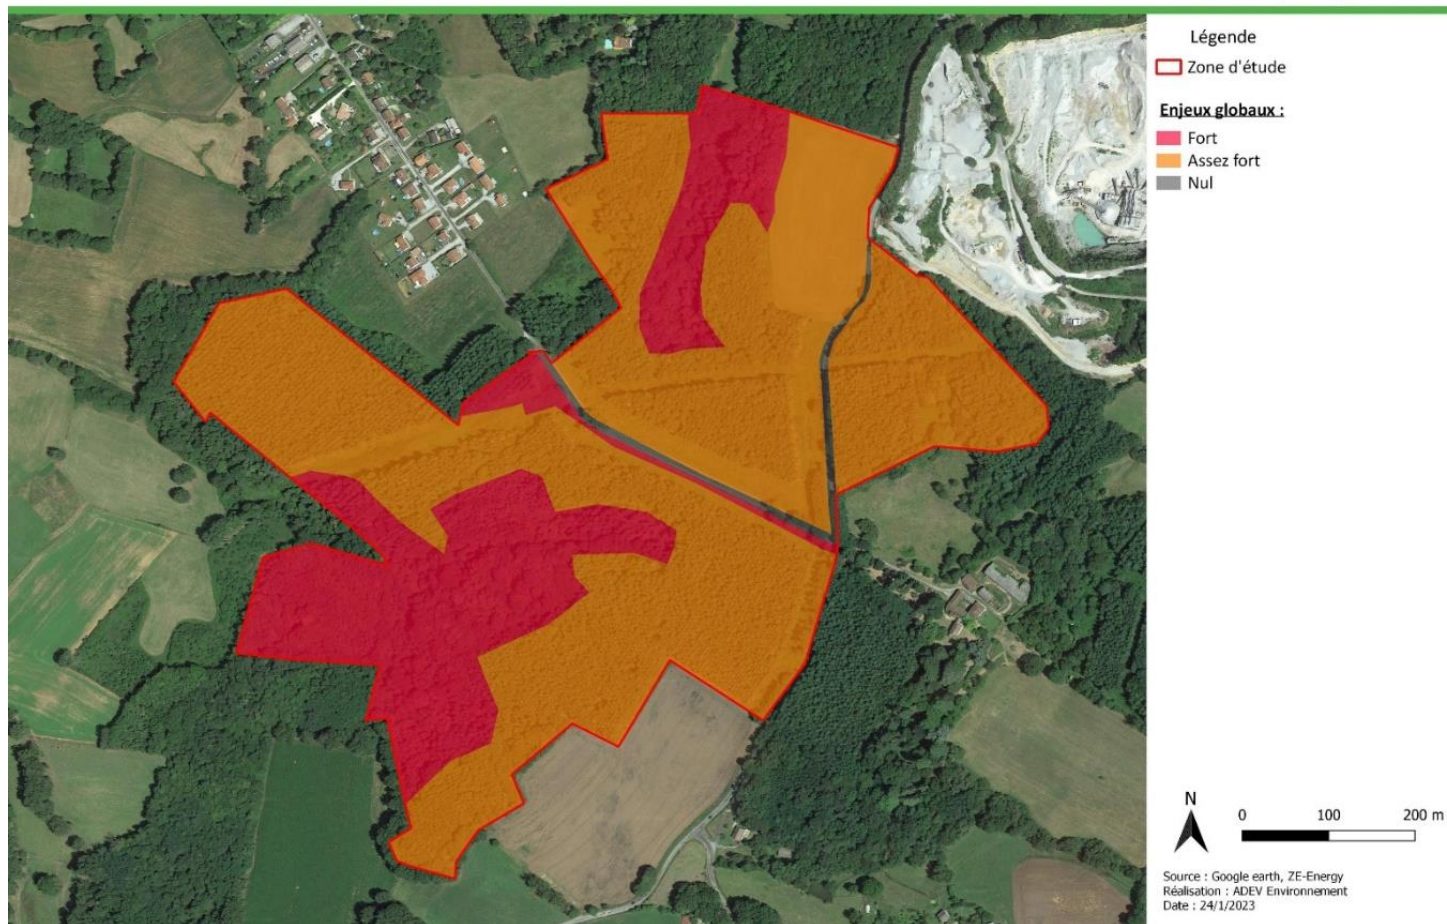 Légende
Zone d'étude
Enjeux globaux :
Fort
Assez fort
Nul
N
0 100 200 m
Source : Google earth, ZE-Energy
Réalisation : ADEV Environnement
Date : 24/1/2023